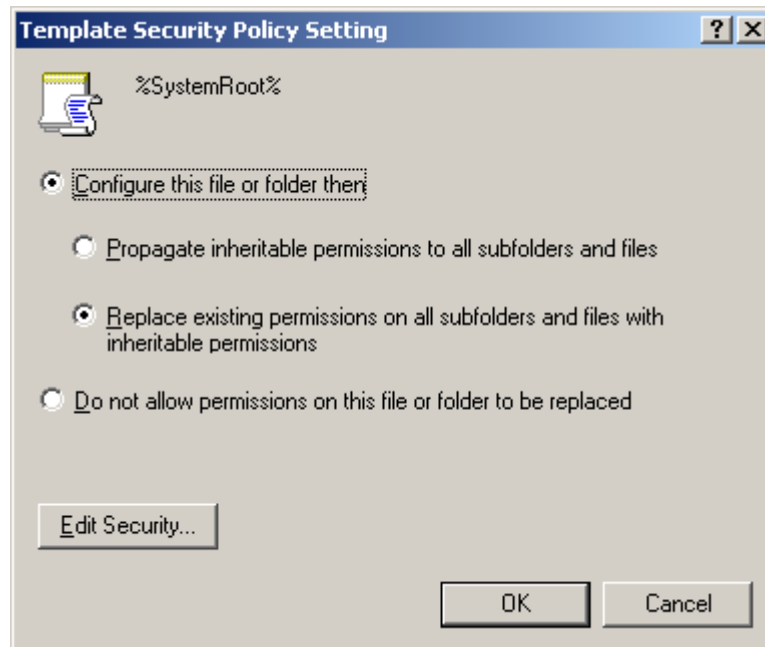 Template Security Policy Setting
%SystemRoot%
Configure this file or folder then
Propagate inheritable permissions to all subfolders and files
Replace existing permissions on all subfolders and files with
inheritable permissions
Do not allow permissions on this file or folder to be replaced
Edit Security...
OK Cancel